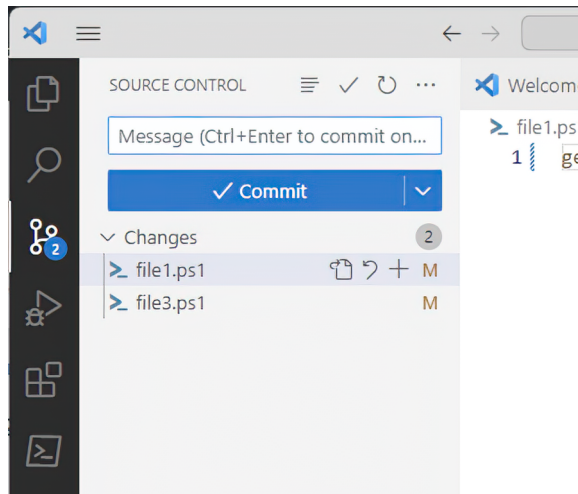 SOURCE CONTROL
Message (Ctrl+Enter to commit on...
Commit
Changes 2
file1.ps1 M
file3.ps1 M
2
Welcom
file1.ps
1 ge